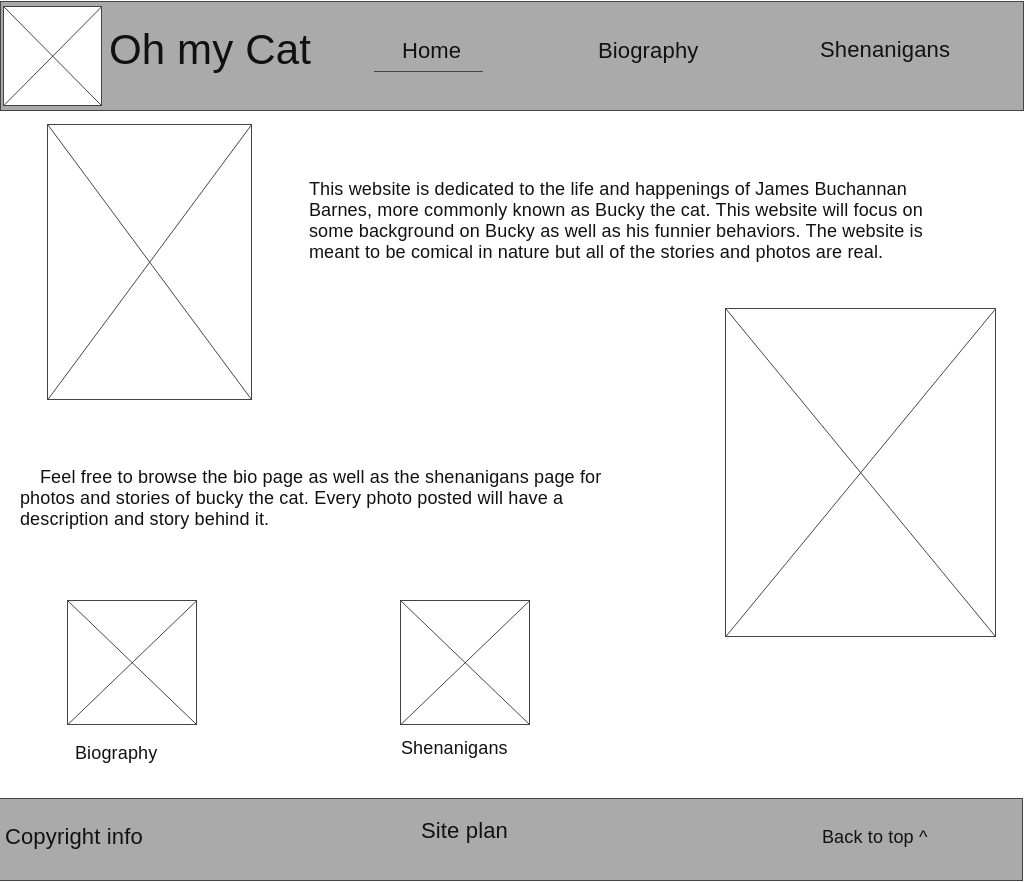 Oh my Cat
Home
Biography
Shenanigans
This website is dedicated to the life and happenings of James Buchannan
Barnes, more commonly known as Bucky the cat. This website will focus on
some background on Bucky as well as his funnier behaviors. The website is
meant to be comical in nature but all of the stories and photos are real.
Feel free to browse the bio page as well as the shenanigans page for
photos and stories of bucky the cat. Every photo posted will have a
description and story behind it.
Biography
Shenanigans
Copyright info
Site plan
Back to top ^